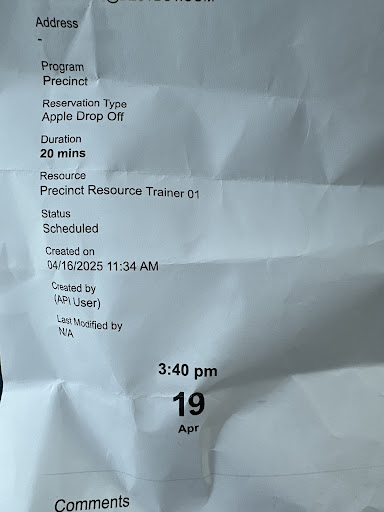 Address
-
Program
Precinct
Reservation Type
Apple Drop Off
Duration
20 mins
Resource
Precinct Resource Trainer 01
Status
Scheduled
Created on
04/16/2025 11:34 AM
Created by
(API User)
Last Modified by
N/A
3:40 pm
19
Apr
Comments